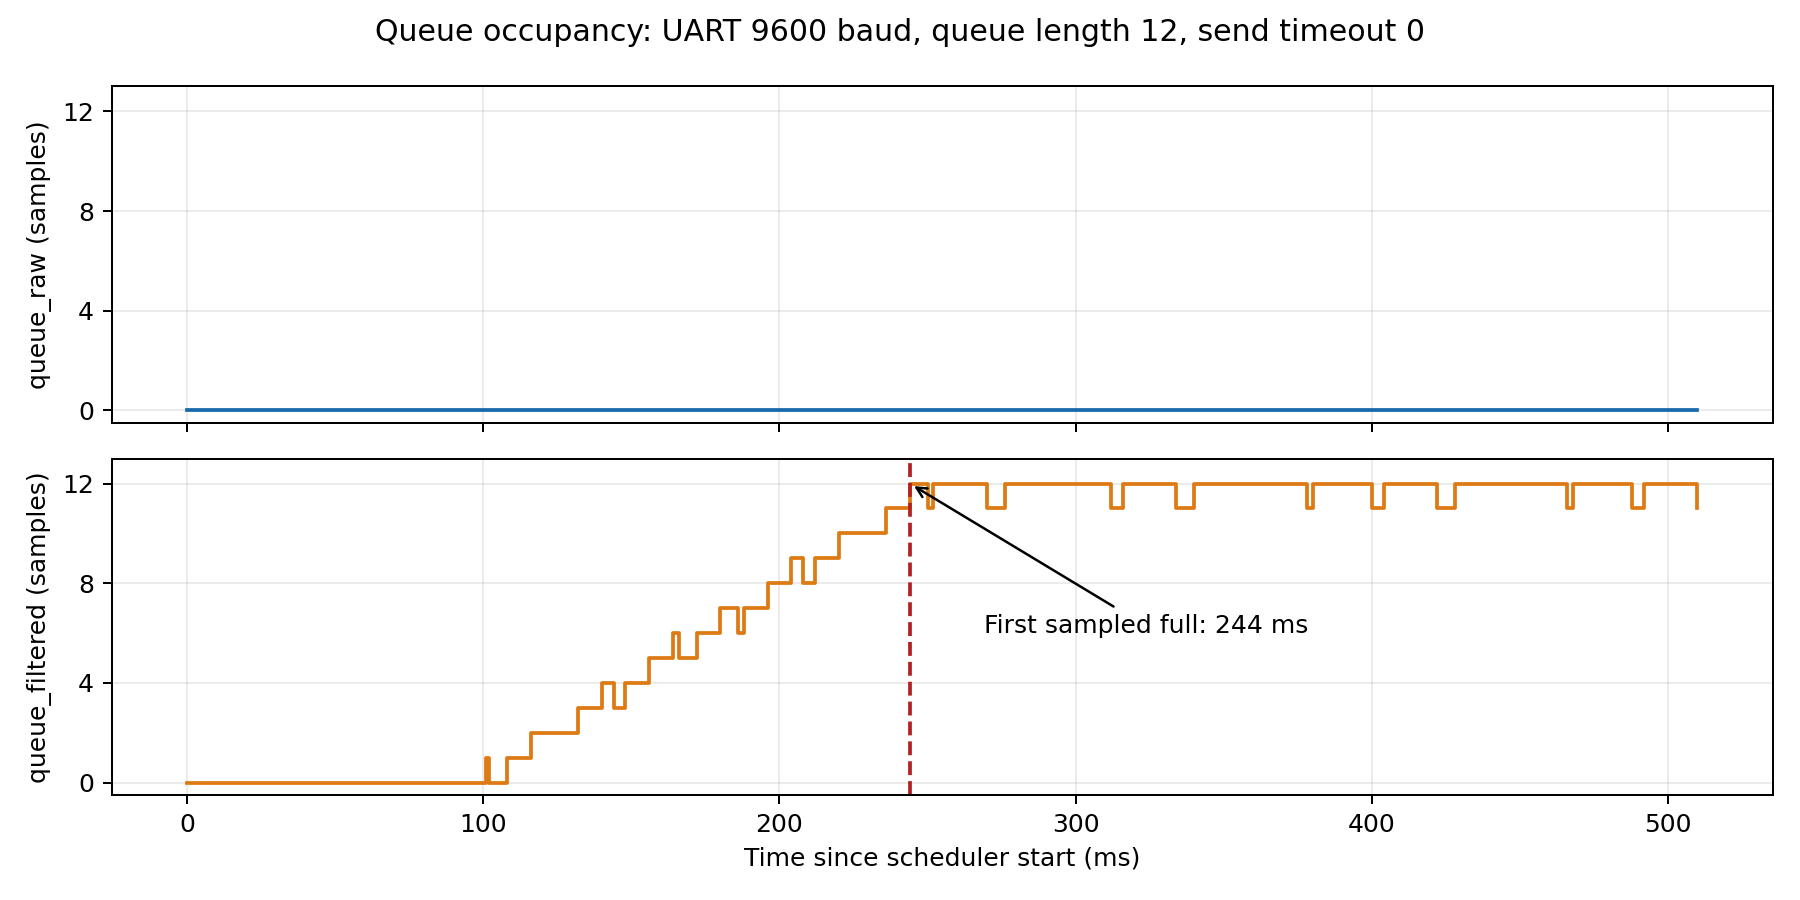 Queue occupancy: UART 9600 baud, queue length 12, send timeout 0
queue_raw (samples)
12
8
4
0
queue_filtered (samples)
12
8
4
0
First sampled full: 244 ms
0 100 200 300 400 500
Time since scheduler start (ms)